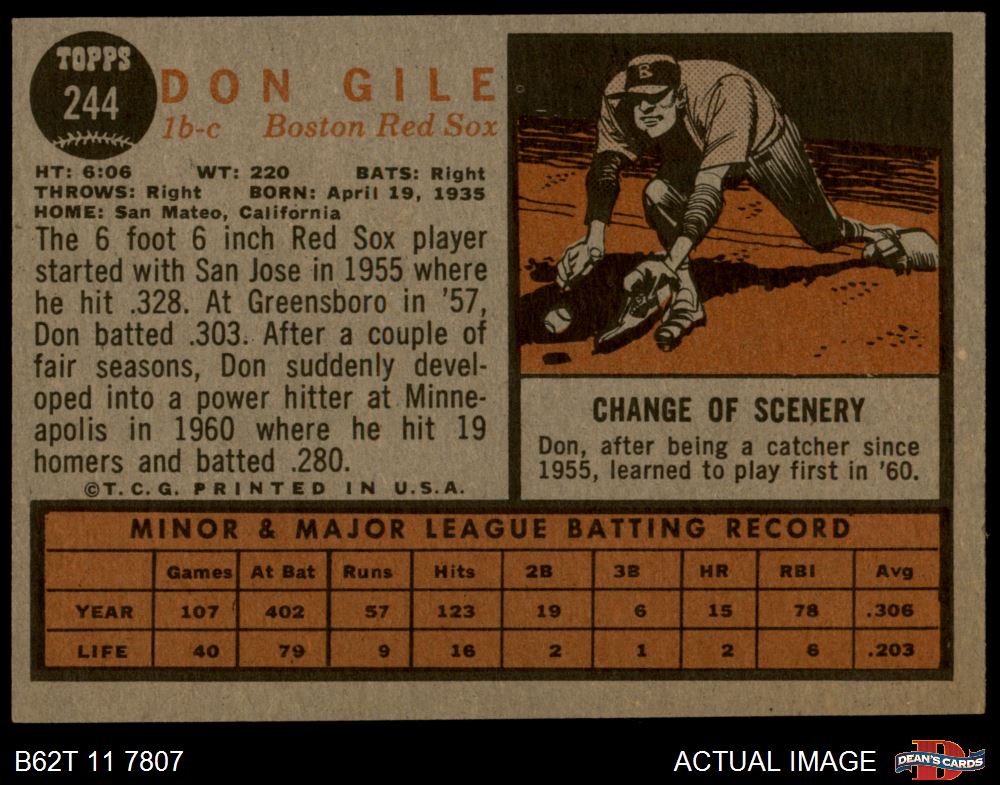 TOPPS
244
DON GILE
1b-c Boston Red Sox
HT: 6:06 WT: 220 BATS: Right
THROWS: Right BORN: April 19, 1935
HOME: San Mateo, California
The 6 foot 6 inch Red Sox player
started with San Jose in 1955 where
he hit .328. At Greensboro in '57,
Don batted .303. After a couple of
fair seasons, Don suddenly devel-
oped into a power hitter at Minne-
apolis in 1960 where he hit 19
homers and batted .280.
©T.C.G. PRINTED IN U.S.A.
B
CHANGE OF SCENERY
Don, after being a catcher since
1955, learned to play first in '60.
MINOR & MAJOR LEAGUE BATTING RECORD
Games At Bat Runs Hits 2B 3B HR RBI Avg
YEAR 107 402 57 123 19 6 15 78 .306
LIFE 40 79 9 16 2 1 2 6 .203
B62T 11 7807 ACTUAL IMAGE DEAN'S CARDS